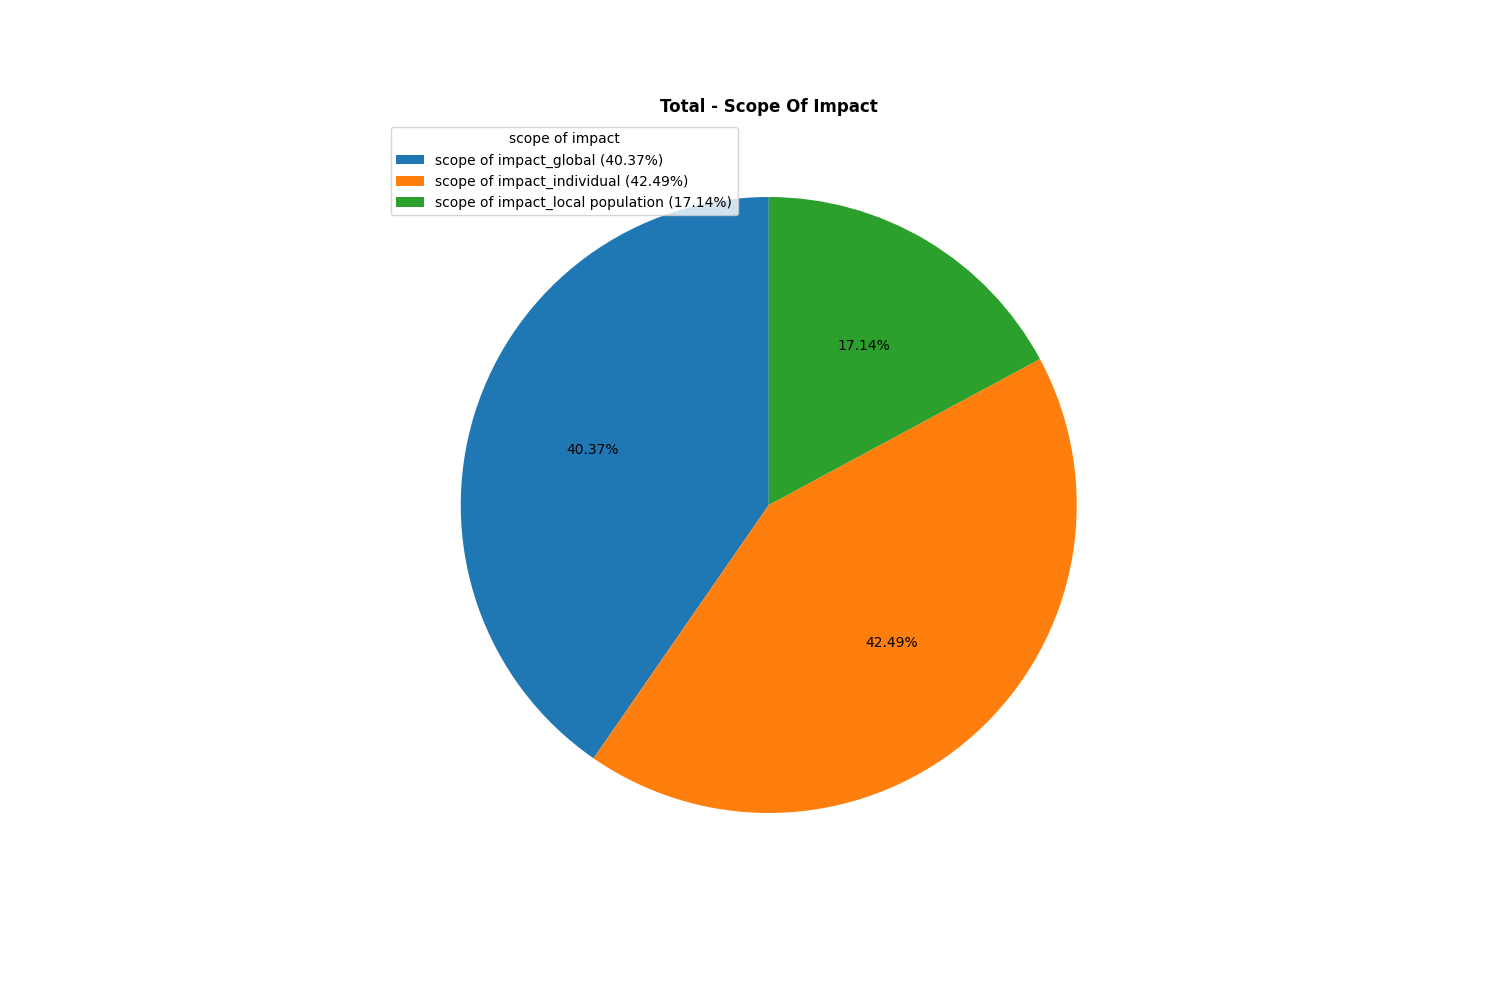 Total - Scope Of Impact
scope of impact
scope of impact_global (40.37%)
scope of impact_individual (42.49%)
scope of impact_local population (17.14%)
17.14%
40.37%
42.49%